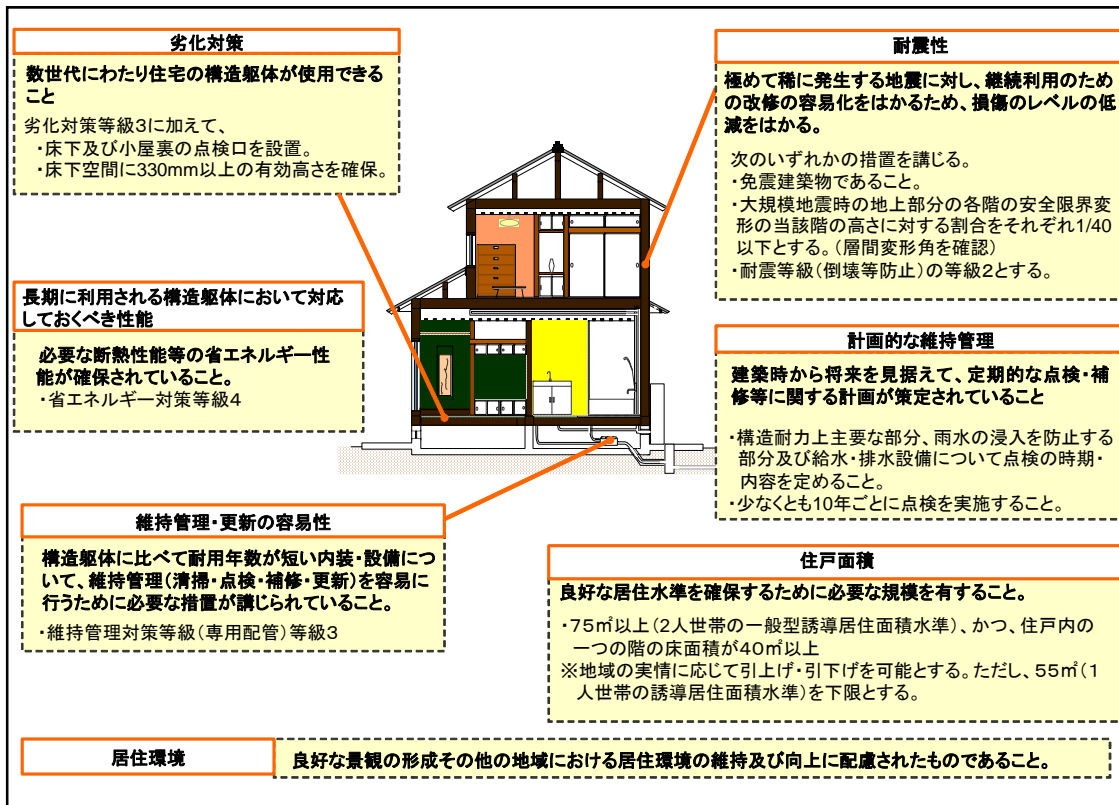 劣化対策
数世代にわたり住宅の構造躯体が使用できる
こと
劣化対策等級3に加えて、
・床下及び小屋裏の点検口を設置。
・床下空間に330mm以上の有効高さを確保。
耐震性
極めて稀に発生する地震に対し、継続利用のため
の改修の容易化をはかるため、損傷のレベルの低
減をはかる。
次のいずれかの措置を講じる。
・免震建築物であること。
・大規模地震時の地上部分の各階の安全限界変
形の当該階の高さに対する割合をそれぞれ1/40
以下とする。(層間変形角を確認)
・耐震等級(倒壊等防止)の等級2とする。
長期に利用される構造躯体において対応
しておくべき性能
必要な断熱性能等の省エネルギー性
能が確保されていること。
・省エネルギー対策等級4
計画的な維持管理
建築時から将来を見据えて、定期的な点検・補
修等に関する計画が策定されていること
・構造耐力上主要な部分、雨水の浸入を防止する
部分及び給水・排水設備について点検の時期・
内容を定めること。
・少なくとも10年ごとに点検を実施すること。
維持管理・更新の容易性
構造躯体に比べて耐用年数が短い内装・設備につ
いて、維持管理(清掃・点検・補修・更新)を容易に
行うために必要な措置が講じられていること。
・維持管理対策等級(専用配管)等級3
住戸面積
良好な居住水準を確保するために必要な規模を有すること。
・75㎡以上(2人世帯の一般型誘導居住面積水準)、かつ、住戸内の
一つの階の床面積が40㎡以上
※地域の実情に応じて引上げ・引下げを可能とする。ただし、55㎡(1
人世帯の誘導居住面積水準)を下限とする。
居住環境
良好な景観の形成その他の地域における居住環境の維持及び向上に配慮されたものであること。